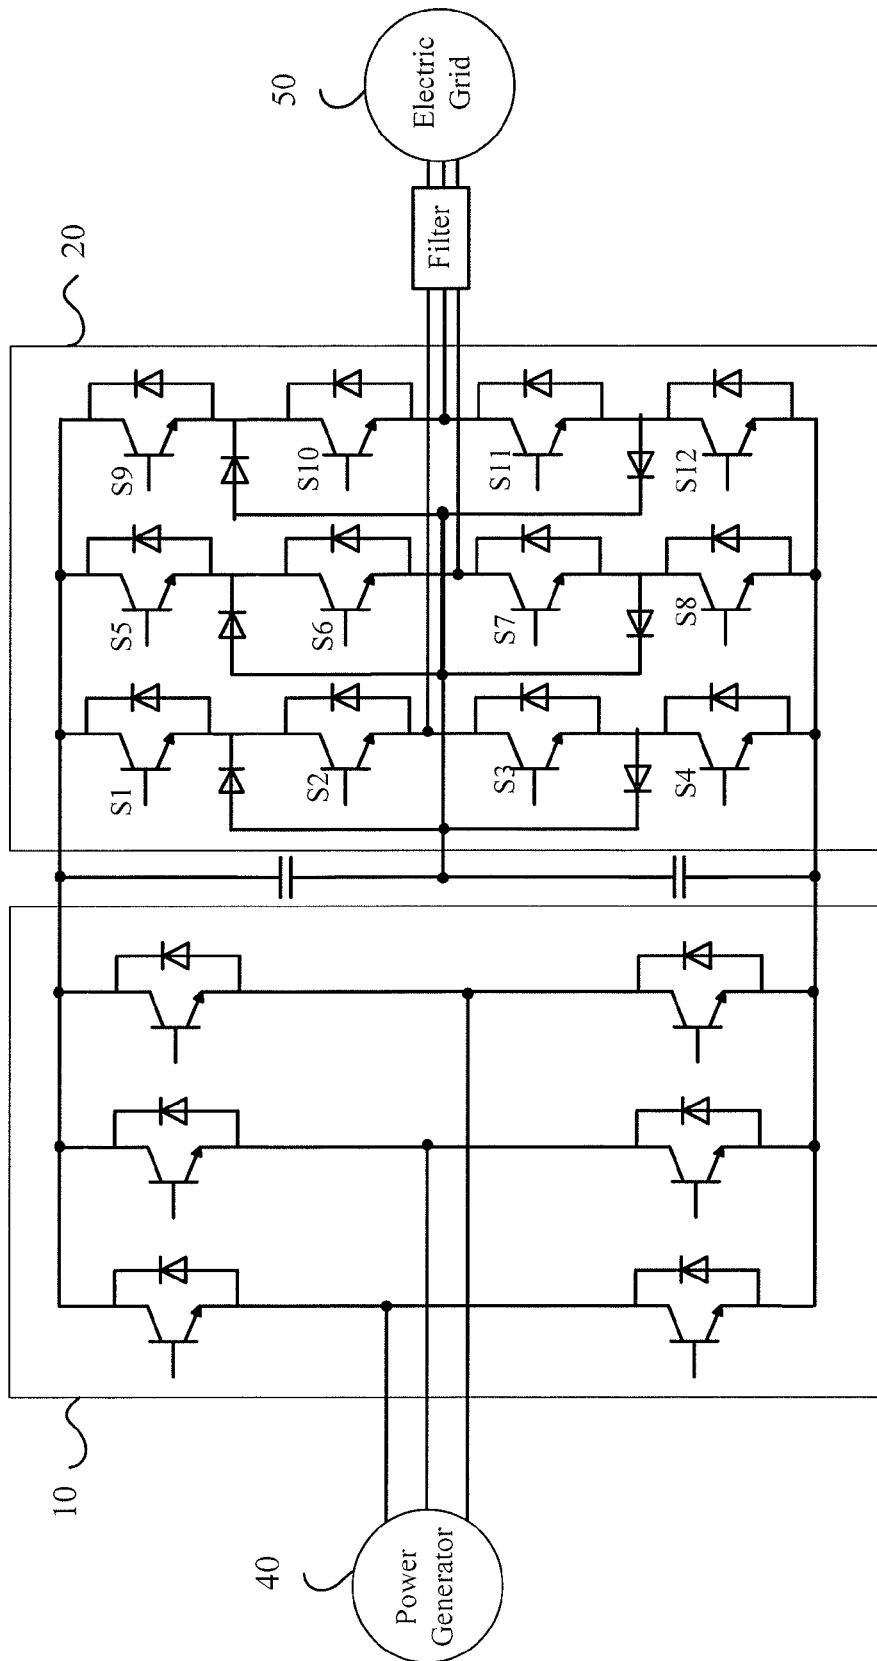 10
20
40
Power
Generator
S1
S5
S9
S2
S6
S10
S3
S7
S11
S4
S8
S12
Filter
50
Electric
Grid